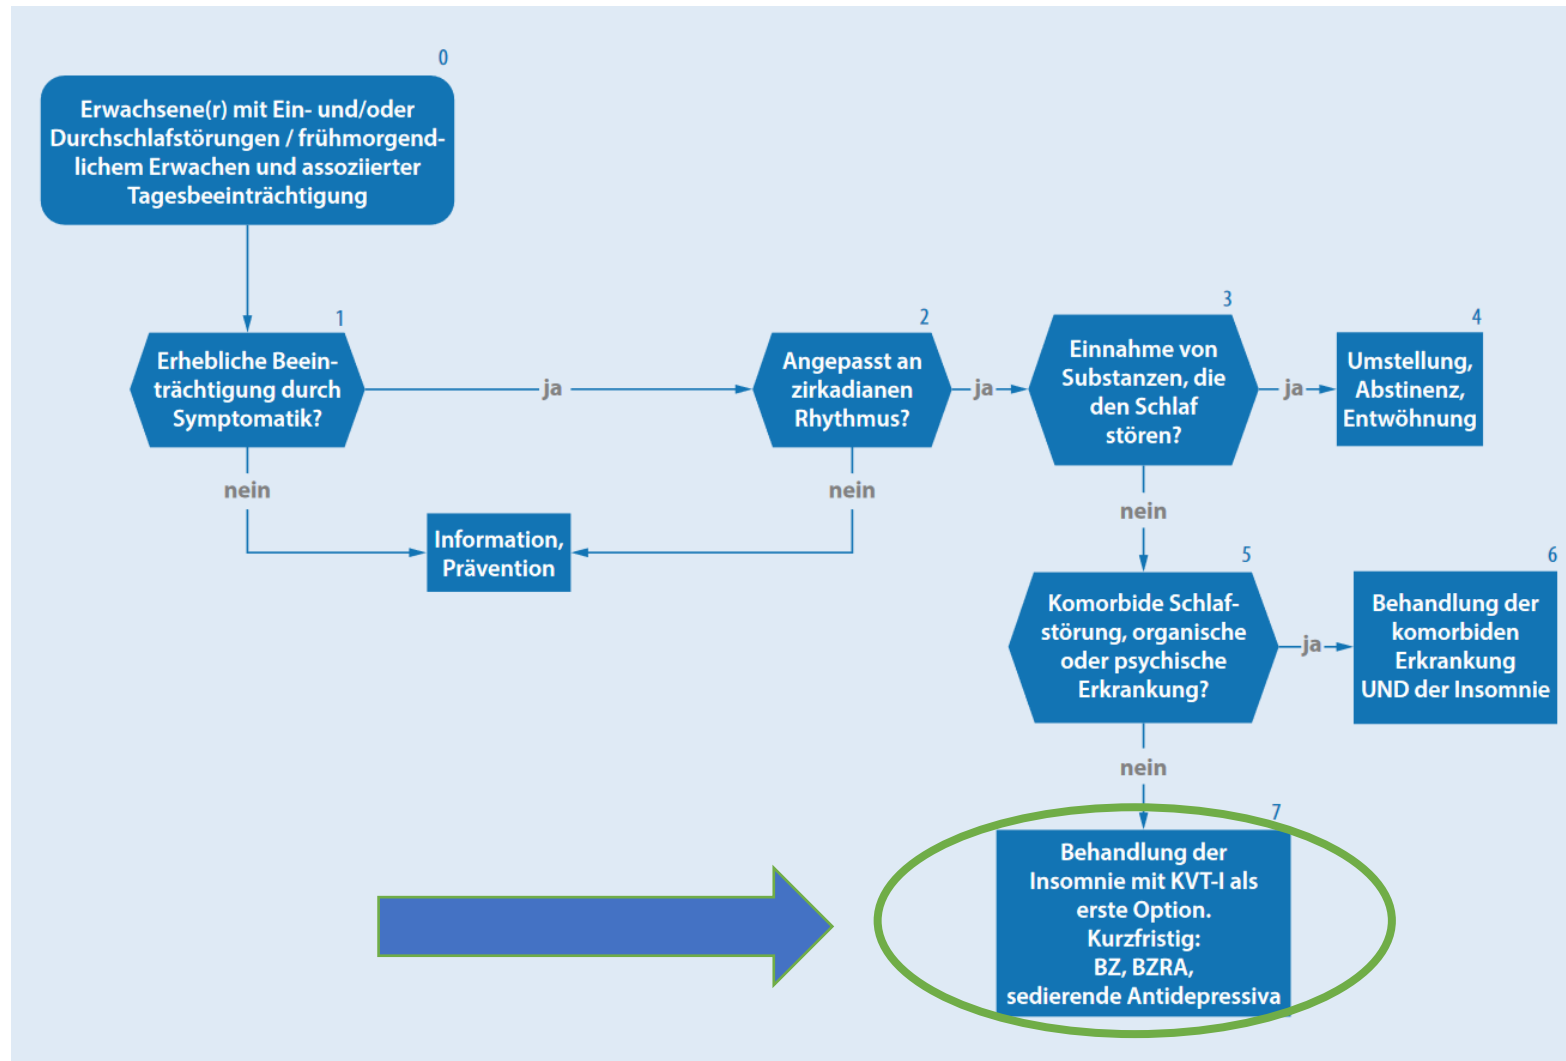 0
Erwachsene(r) mit Ein- und/oder
Durchschlafstörungen / frühmorgend-
lichem Erwachen und assoziierter
Tagesbeeinträchtigung
1
Erhebliche Beein-
trächtigung durch
Symptomatik?
ja
nein
2
Angepasst an
zirkadianen
Rhythmus?
ja
nein
Information,
Prävention
3
Einnahme von
Substanzen, die
den Schlaf
stören?
ja
nein
4
Umstellung,
Abstinenz,
Entwöhnung
5
Komorbide Schlaf-
störung, organische
oder psychische
Erkrankung?
ja
nein
6
Behandlung der
komorbiden
Erkrankung
UND der Insomnie
7
Behandlung der
Insomnie mit KVT-I als
erste Option.
Kurzfristig:
BZ, BZRA,
sedierende Antidepressiva